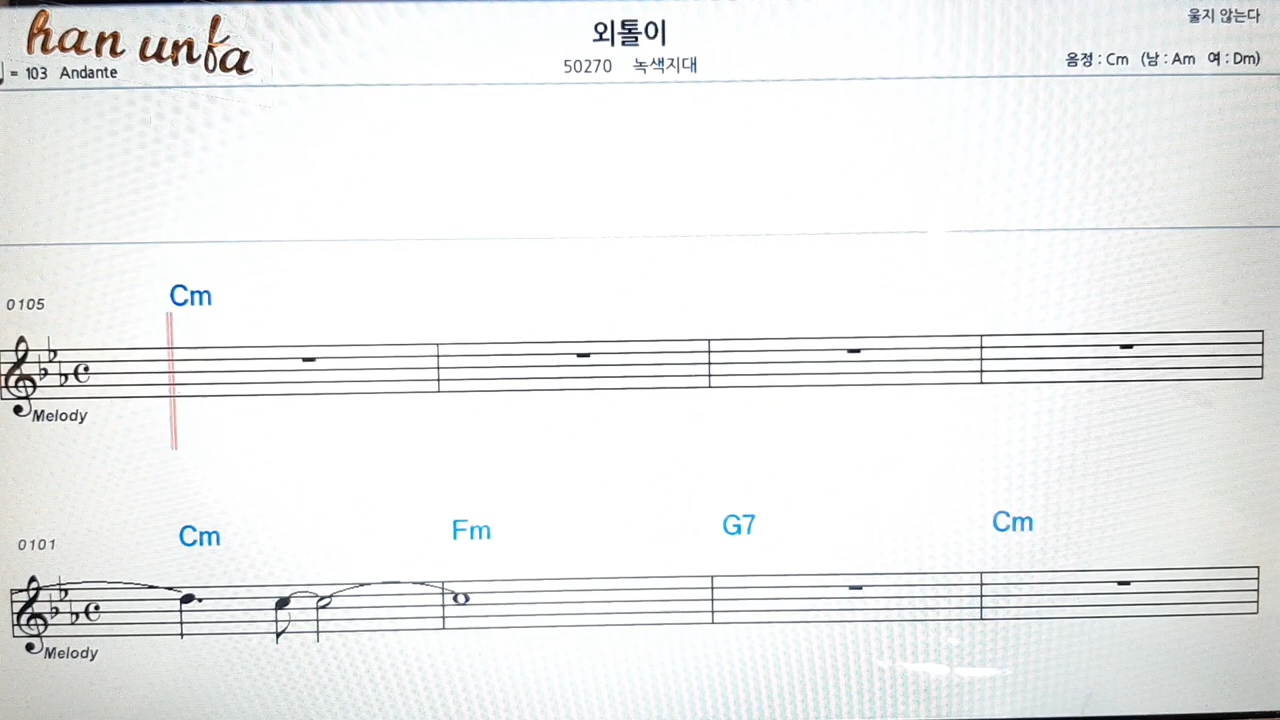 han unfa
외톨이
울지 않는다
= 103 Andante
50270 녹색지대
음정 : Cm (남 : Am 여 : Dm)
0105
Cm
Melody
0101
Cm Fm G7 Cm
Melody